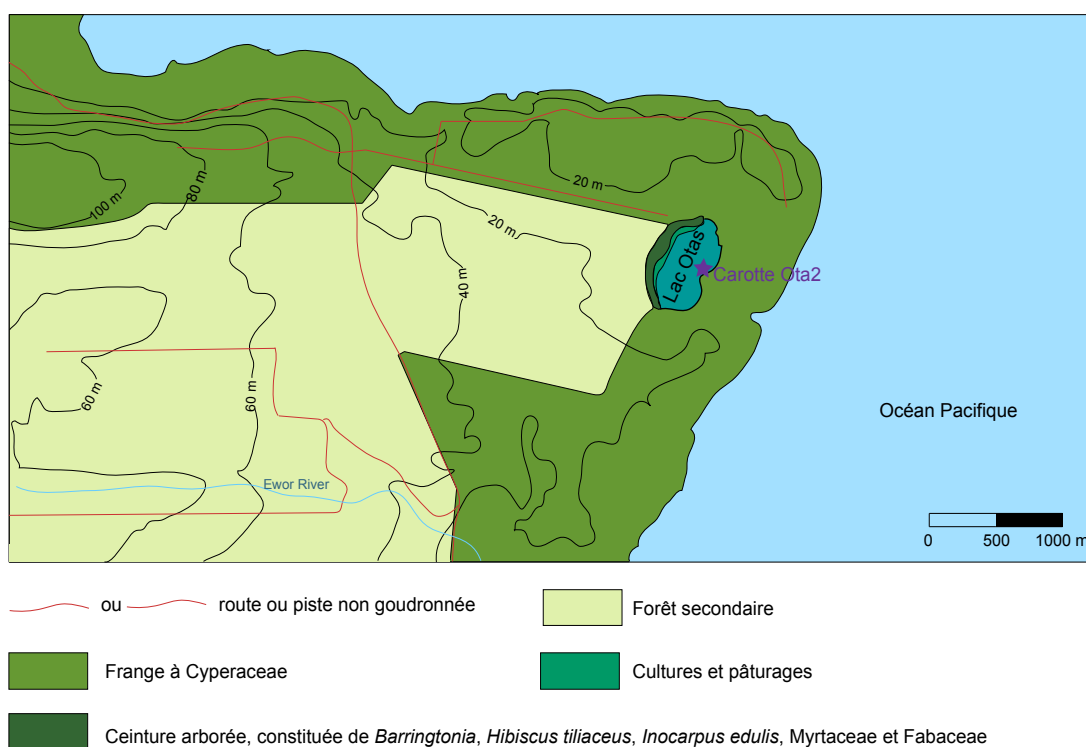 20 m
100 m
80 m
20 m
Lac Otas
Carotte Ota2
40 m
60 m
60 m
Océan Pacifique
Ewor River
0 500 1000 m
ou route ou piste non goudronnée
Forêt secondaire
Frange à Cyperaceae
Cultures et pâturages
Ceinture arborée, constituée de Barringtonia, Hibiscus tiliaceus, Inocarpus edulis, Myrtaceae et Fabaceae